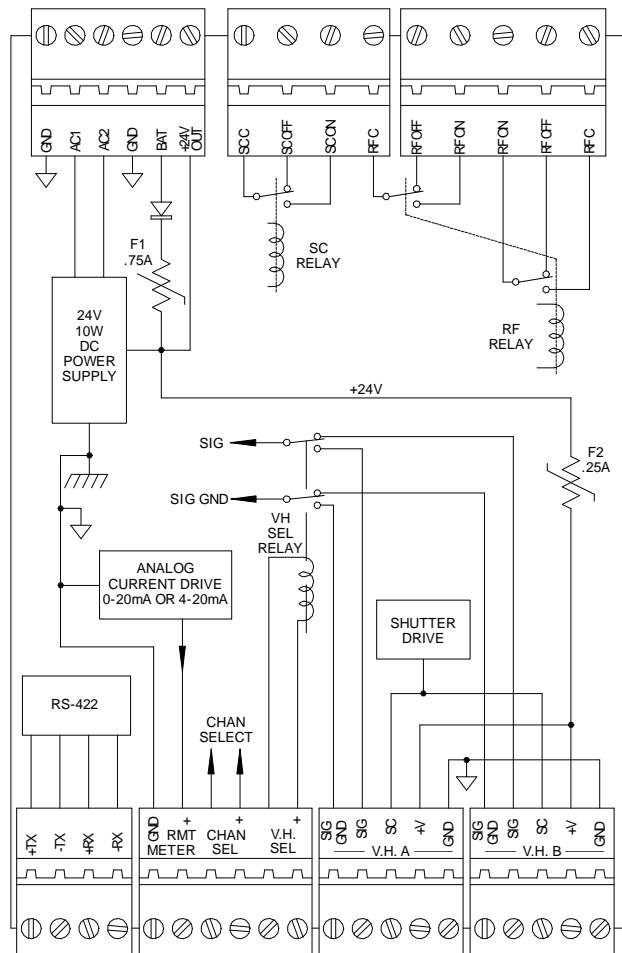 GND
AC1
AC2
GND
BAT
+24V
OUT
SCC
SCOFF
SCON
RFC
RFOFF
RFON
RFON
RFOFF
RFC
F1
.75A
SC
RELAY
24V
10W
DC
POWER
SUPPLY
RF
RELAY
+24V
SIG
F2
.25A
SIG GND
VH
SEL
RELAY
ANALOG
CURRENT DRIVE
0-20mA OR 4-20mA
SHUTTER
DRIVE
RS-422
CHAN
SELECT
+TX
-TX
+RX
-RX
GND
+
RMT
METER
+
CHAN
SEL
+
V.H.
SEL
SIG
GND
SIG
SC
+V
GND
V.H. A
SIG
GND
SIG
SC
+V
GND
V.H. B